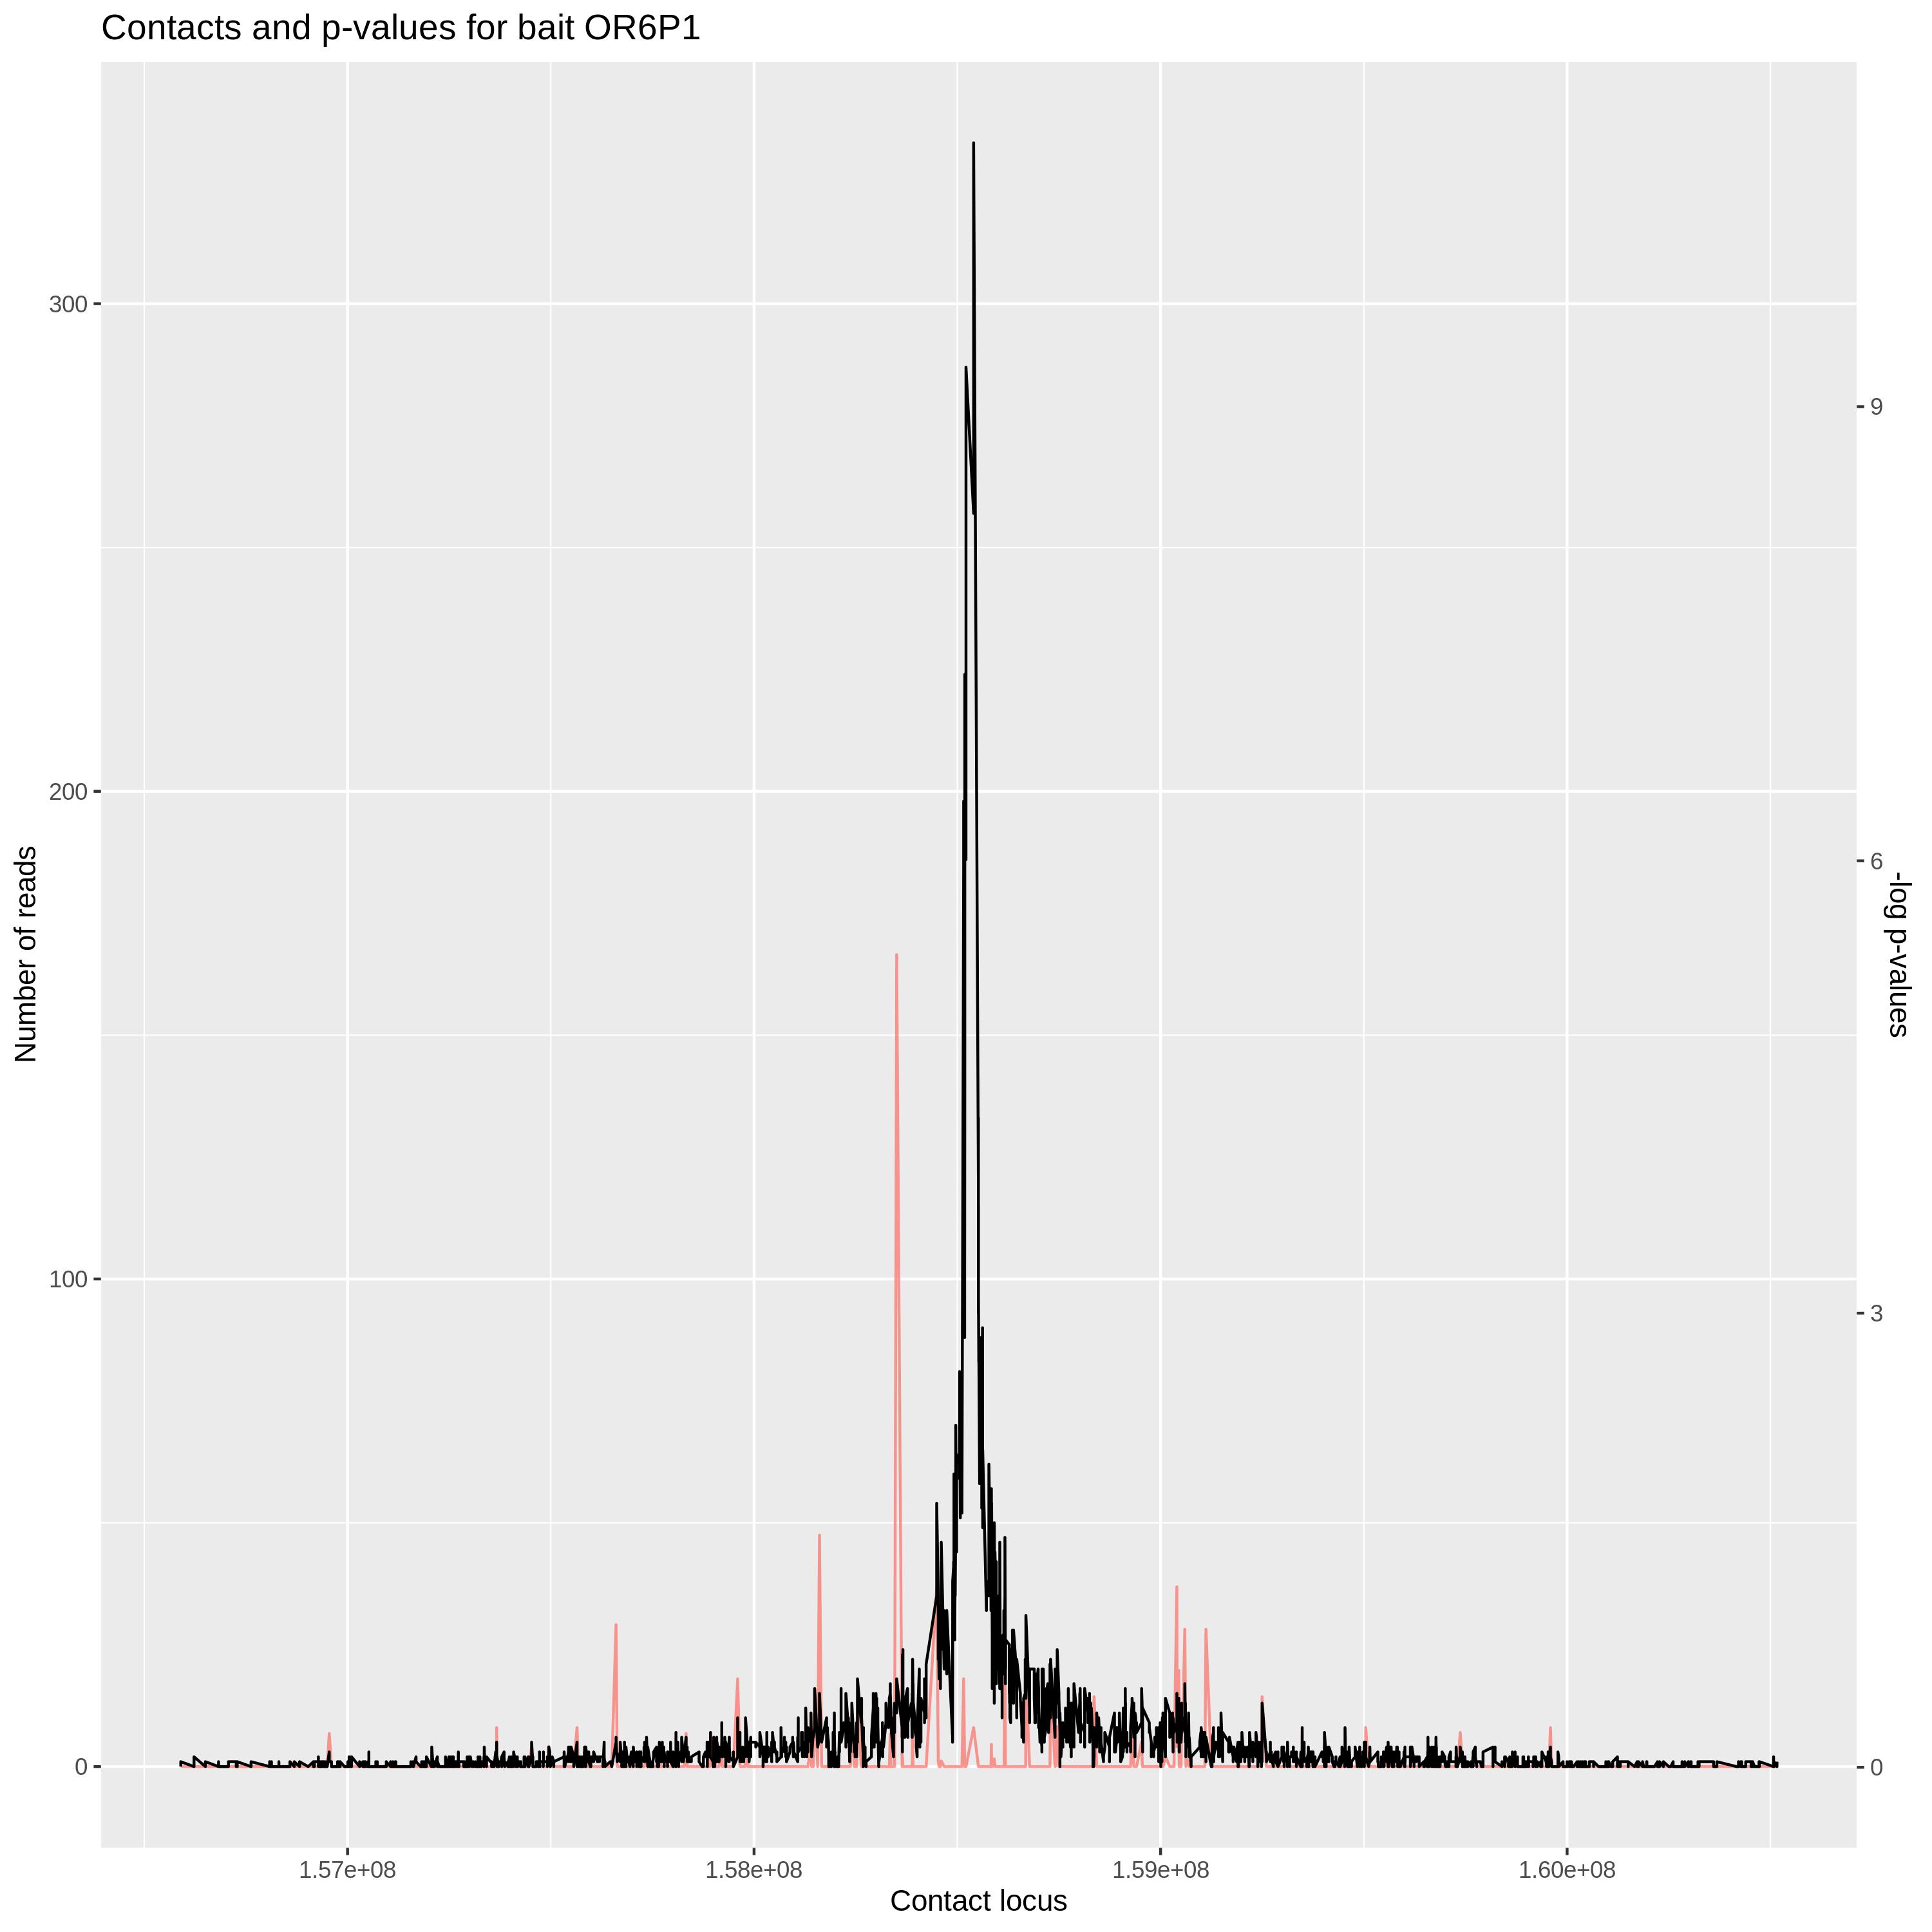 Contacts and p-values for bait OR6P1
300
200
100
0
Number of reads
9
6
3
0
-log p-values
1.57e+08
1.58e+08
1.59e+08
1.60e+08
Contact locus